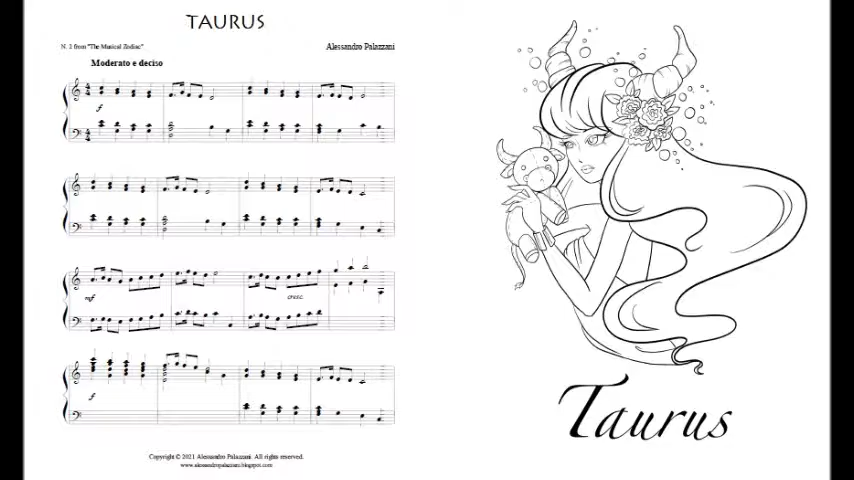 TAURUS
N. 2 from "The Musical Zodiac"
Alessandro Palazzani
Moderato e deciso
f
mf
cresc
f
Copyright © 2021 Alessandro Palazzani. All rights reserved.
www.alessandropalazzani.blogspot.com
Taurus